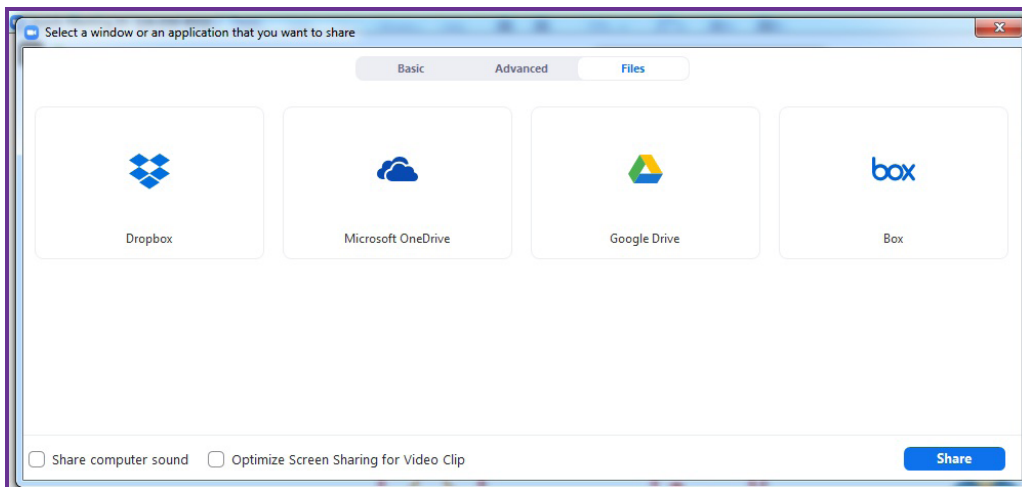 Select a window or an application that you want to share
Basic Advanced Files
box
Dropbox Microsoft OneDrive Google Drive Box
Share computer sound Optimize Screen Sharing for Video Clip Share